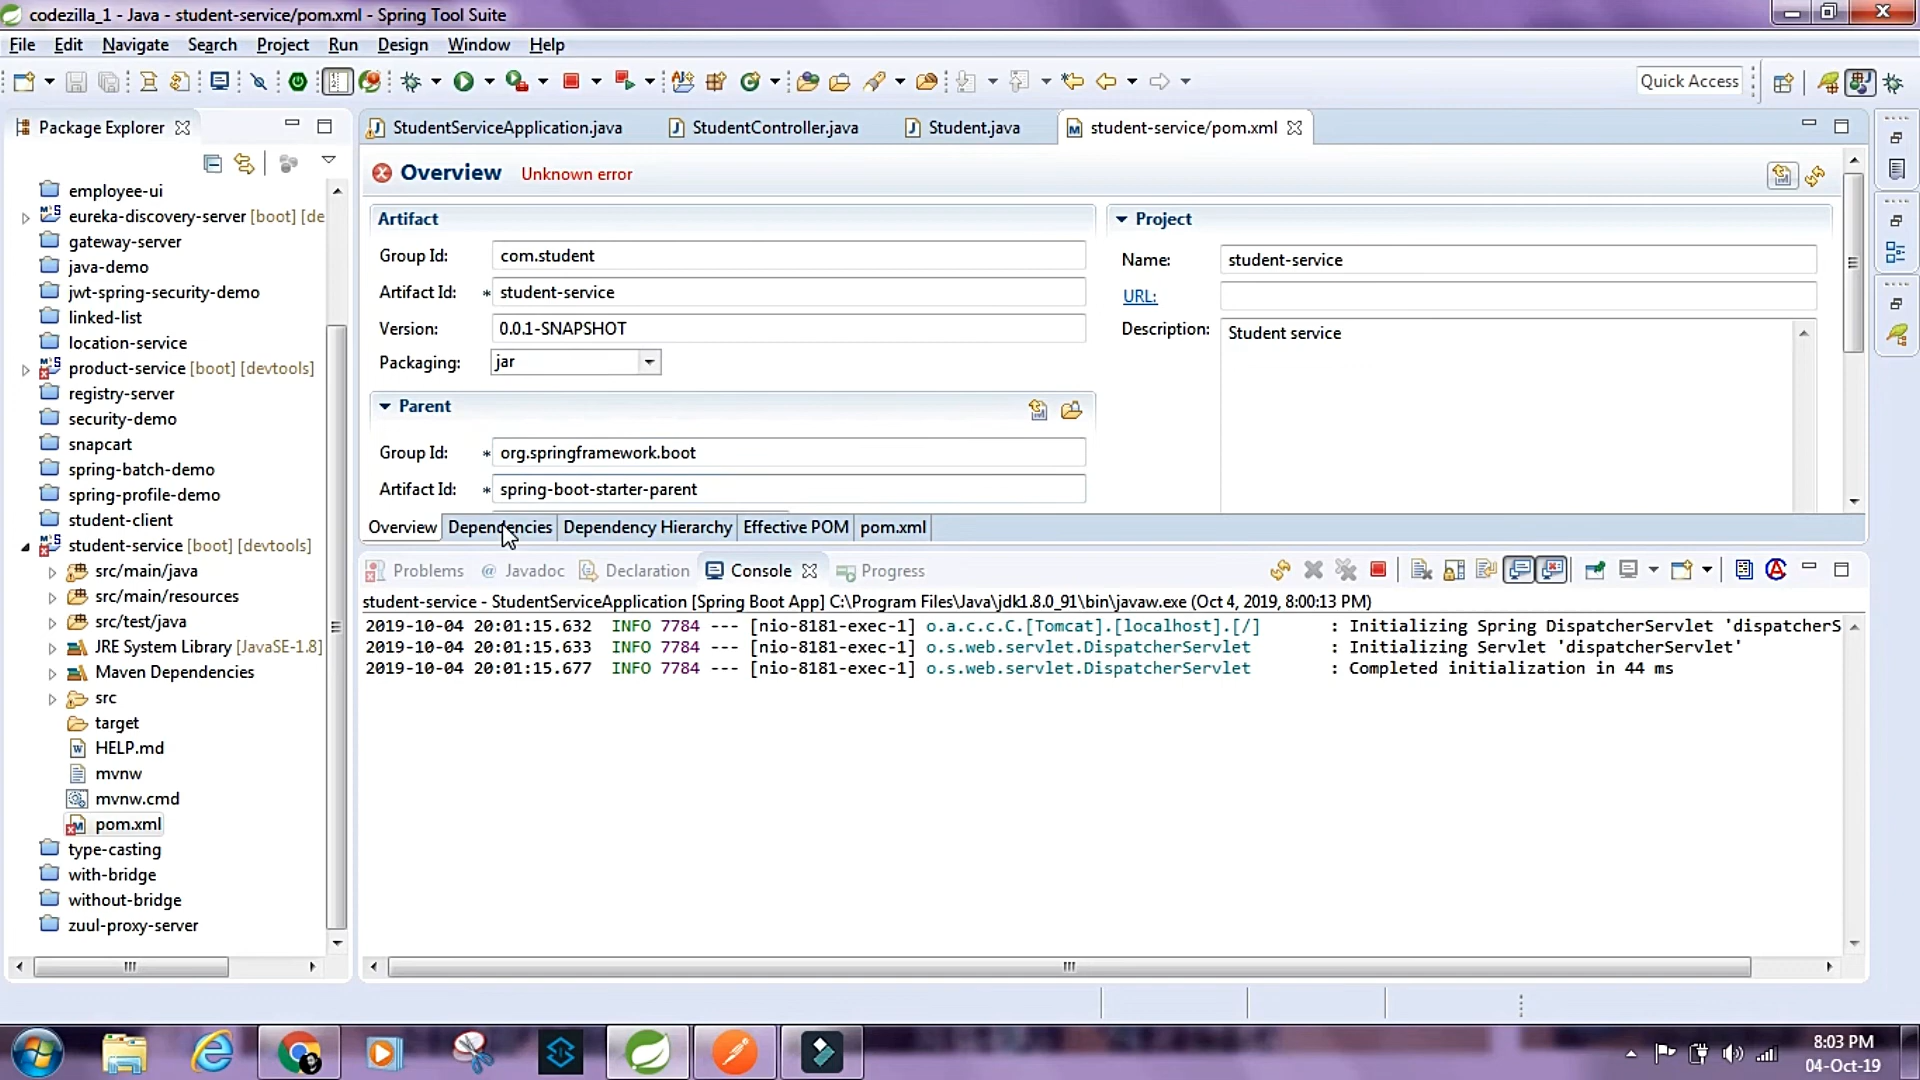 codezilla_1 - Java - student-service/pom.xml - Spring Tool Suite
File Edit Navigate Search Project Run Design Window Help
Quick Access
Package Explorer
StudentServiceApplication.java StudentController.java Student.java student-service/pom.xml
employee-ui
eureka-discovery-server [boot] [de
gateway-server
java-demo
jwt-spring-security-demo
linked-list
location-service
product-service [boot] [devtools]
registry-server
security-demo
snapcart
spring-batch-demo
spring-profile-demo
student-client
student-service [boot] [devtools]
src/main/java
src/main/resources
src/test/java
JRE System Library [JavaSE-1.8]
Maven Dependencies
src
target
HELP.md
mvnw
mvnw.cmd
pom.xml
type-casting
with-bridge
without-bridge
zuul-proxy-server
Overview Unknown error
Artifact
Group Id: com.student
Artifact Id: * student-service
Version: 0.0.1-SNAPSHOT
Packaging: jar
Parent
Group Id: * org.springframework.boot
Artifact Id: * spring-boot-starter-parent
Project
Name: student-service
URL:
Description: Student service
Overview Dependencies Dependency Hierarchy Effective POM pom.xml
Problems @ Javadoc Declaration Console Progress
student-service - StudentServiceApplication [Spring Boot App] C:\Program Files\Java\jdk1.8.0_91\bin\javaw.exe (Oct 4, 2019, 8:00:13 PM)
2019-10-04 20:01:15.632 INFO 7784 --- [nio-8181-exec-1] o.a.c.c.C.[Tomcat].[localhost].[/] : Initializing Spring DispatcherServlet 'dispatcherS
2019-10-04 20:01:15.633 INFO 7784 --- [nio-8181-exec-1] o.s.web.servlet.DispatcherServlet : Initializing Servlet 'dispatcherServlet'
2019-10-04 20:01:15.677 INFO 7784 --- [nio-8181-exec-1] o.s.web.servlet.DispatcherServlet : Completed initialization in 44 ms
8:03 PM
04-Oct-19